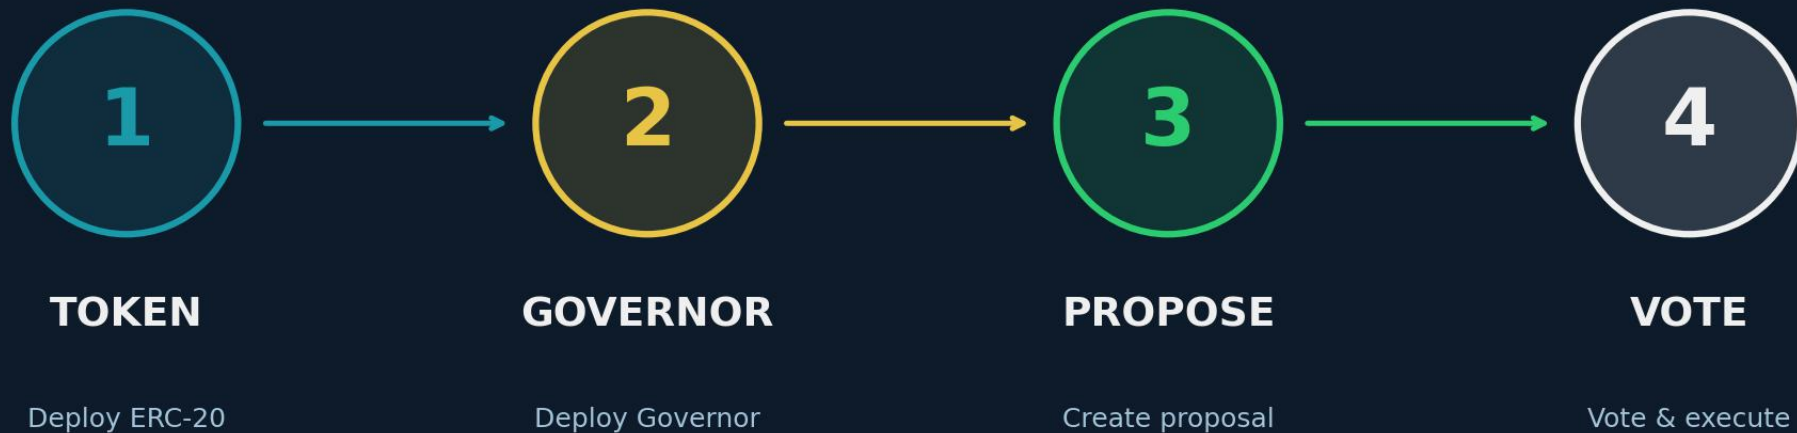 1
2
3
4
TOKEN
GOVERNOR
PROPOSE
VOTE
Deploy ERC-20
Deploy Governor
Create proposal
Vote & execute